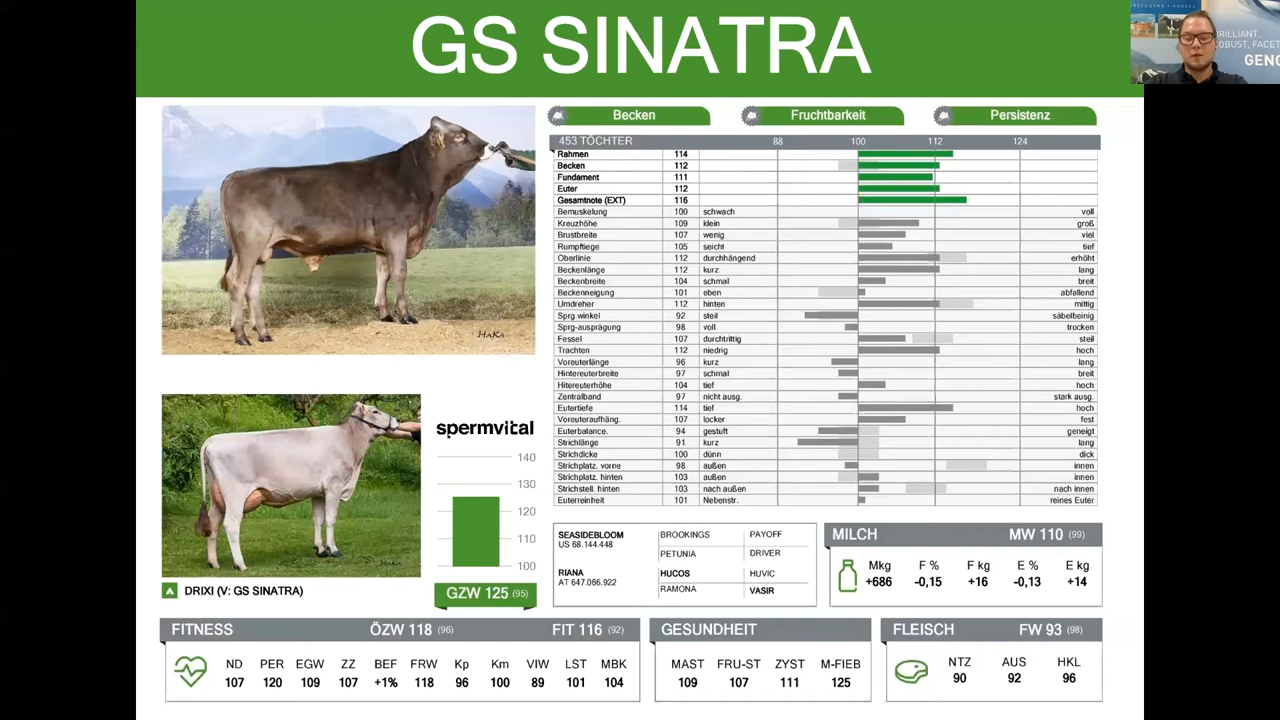 GS SINATRA
BRILLIANT,
ROBUST, FACET
GENO
Becken
Fruchtbarkeit
Persistenz
453 TÖCHTER 88 100 112 124
Rahmen 114
Becken 112
Fundament 111
Euter 112
Gesamtnote (EXT) 116
Bemuskelung 100 schwach voll
Kreuzhöhe 109 klein groß
Brustbreite 107 wenig viel
Rumpftiege 105 seicht tief
Oberlinie 112 durchhängend erhöht
Beckenlänge 112 kurz lang
Beckenbreite 104 schmal breit
Beckenneigung 101 eben abfallend
Umdreher 112 hinten mittig
Sprg.winkel 92 steil säbelbeinig
Sprg-ausprägung 98 voll trocken
Fessel 107 durchtrittig steil
Trachten 112 niedrig hoch
Voreuterlänge 96 kurz lang
Hintereuterbreite 97 schmal breit
Hitereuterhöhe 104 tief hoch
Zentralband 97 nicht ausg. stark ausg.
Eutertiefe 114 tief hoch
Voreuteraufhäng. 107 locker fest
Euterbalance. 94 gestuft geneigt
Strichlänge 91 kurz lang
Strichdicke 100 dünn dick
Strichplatz. vorne 98 außen innen
Strichplatz. hinten 103 außen innen
Strichstell. hinten 103 nach außen nach innen
Euterreinheit 101 Nebenstr. reines Euter
HaKa
spermvital
140
130
120
110
100
GZW 125 (95)
HAKA
DRIXI (V: GS SINATRA)
SEASIDEBLOOM BROOKINGS PAYOFF
US 68.144.448
PETUNIA DRIVER
RIANA HUCOS HUVIC
AT 647.066.922
RAMONA VASIR
MILCH MW 110 (99)
Mkg F % F kg E % E kg
+686 -0,15 +16 -0,13 +14
FITNESS ÖZW 118 (96) FIT 116 (92)
ND PER EGW ZZ BEF FRW Kp Km VIW LST MBK
107 120 109 107 +1% 118 96 100 89 101 104
GESUNDHEIT
MAST FRU-ST ZYST M-FIEB
109 107 111 125
FLEISCH FW 93 (98)
NTZ AUS HKL
90 92 96